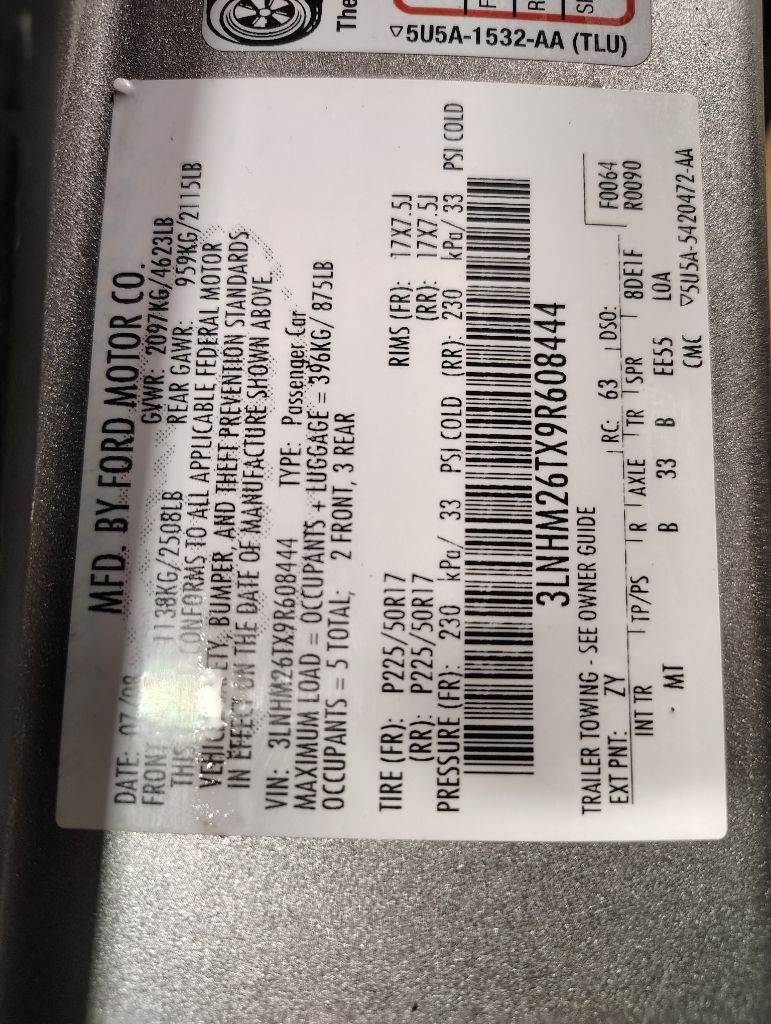 The
5U5A-1532-AA (TLU)
MFD. BY FORD MOTOR CO.
DATE: 07/08 GVWR: 2097KG/4623LB
FRONT 1138KG/2508LB REAR GAWR: 959KG/2115LB
THIS CONFORMS TO ALL APPLICABLE FEDERAL MOTOR
BUMPER, AND THEFT PREVENTION STANDARDS
IN EFFECT ON THE DATE OF MANUFACTURE SHOWN ABOVE.
VIN: 3LNHM26TX9R608444 TYPE: Passenger Car
MAXIMUM LOAD = OCCUPANTS + LUGGAGE = 396KG/ 875LB
OCCUPANTS = 5 TOTAL; 2 FRONT, 3 REAR
TIRE (FR): P225/50R17 RIMS (FR): 17X7.5J
(RR): P225/50R17 (RR): 17X7.5J
PRESSURE (FR): 230 kPa/ 33 PSI COLD (RR): 230 kPa/ 33 PSI COLD
3LNHM26TX9R608444
TRAILER TOWING - SEE OWNER GUIDE F0064
EXT PNT: ZY RC: 63 DSO: R0090
INT TR TP/PS R AXLE TR SPR 8DE1F
MT B 33 B EE55 LOA
CMC ▽5U5A-5420472-AA